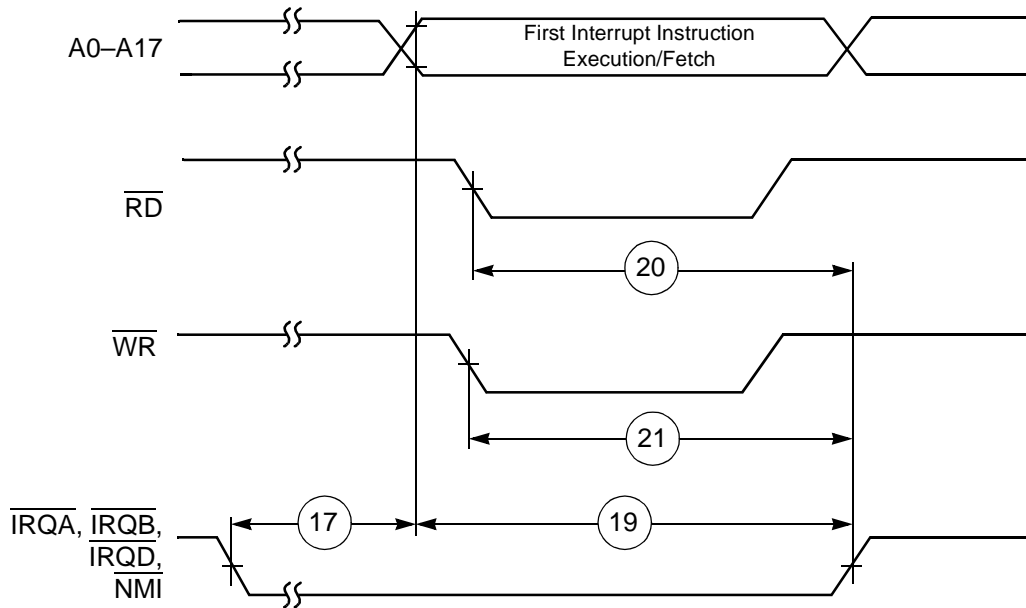 A0–A17
First Interrupt Instruction
Execution/Fetch
RD
20
WR
21
IRQA, IRQB,
IRQD,
NMI
17
19